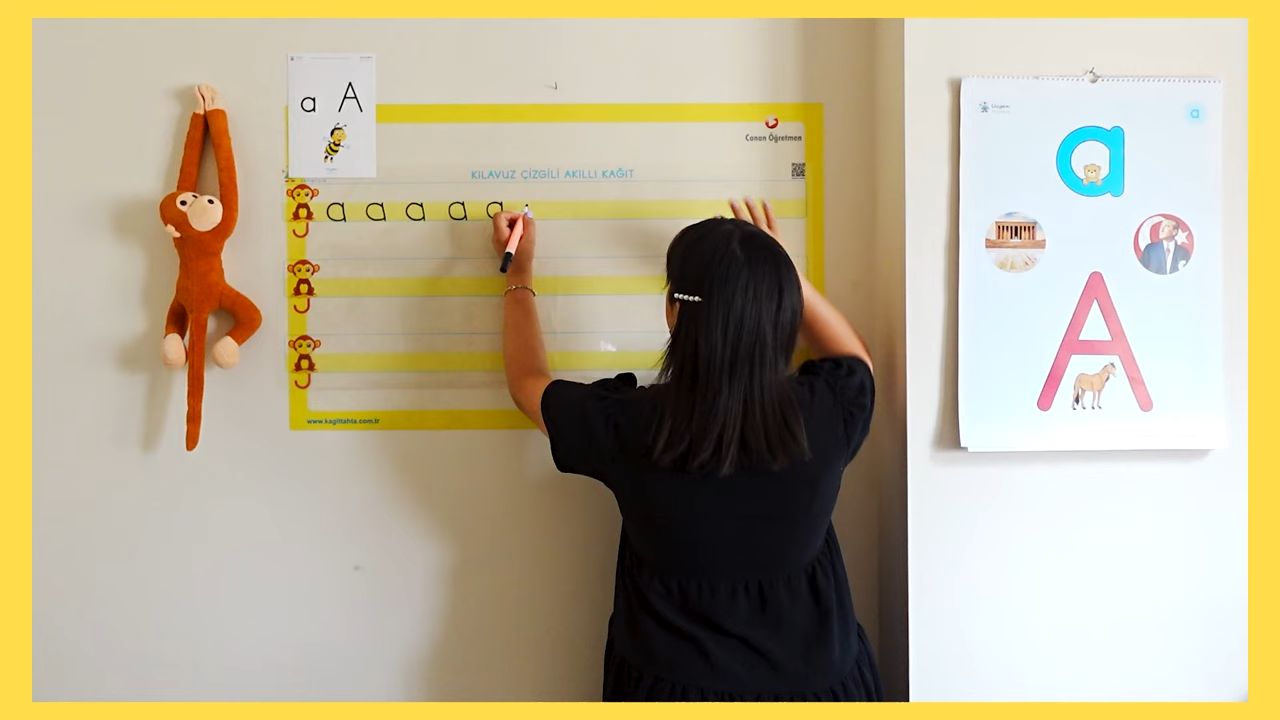 a A
Canan Öğretmen
KILAVUZ ÇİZGİLİ AKILLI KAĞIT
a a a a a
www.kagittahta.com.tr
a
a
A